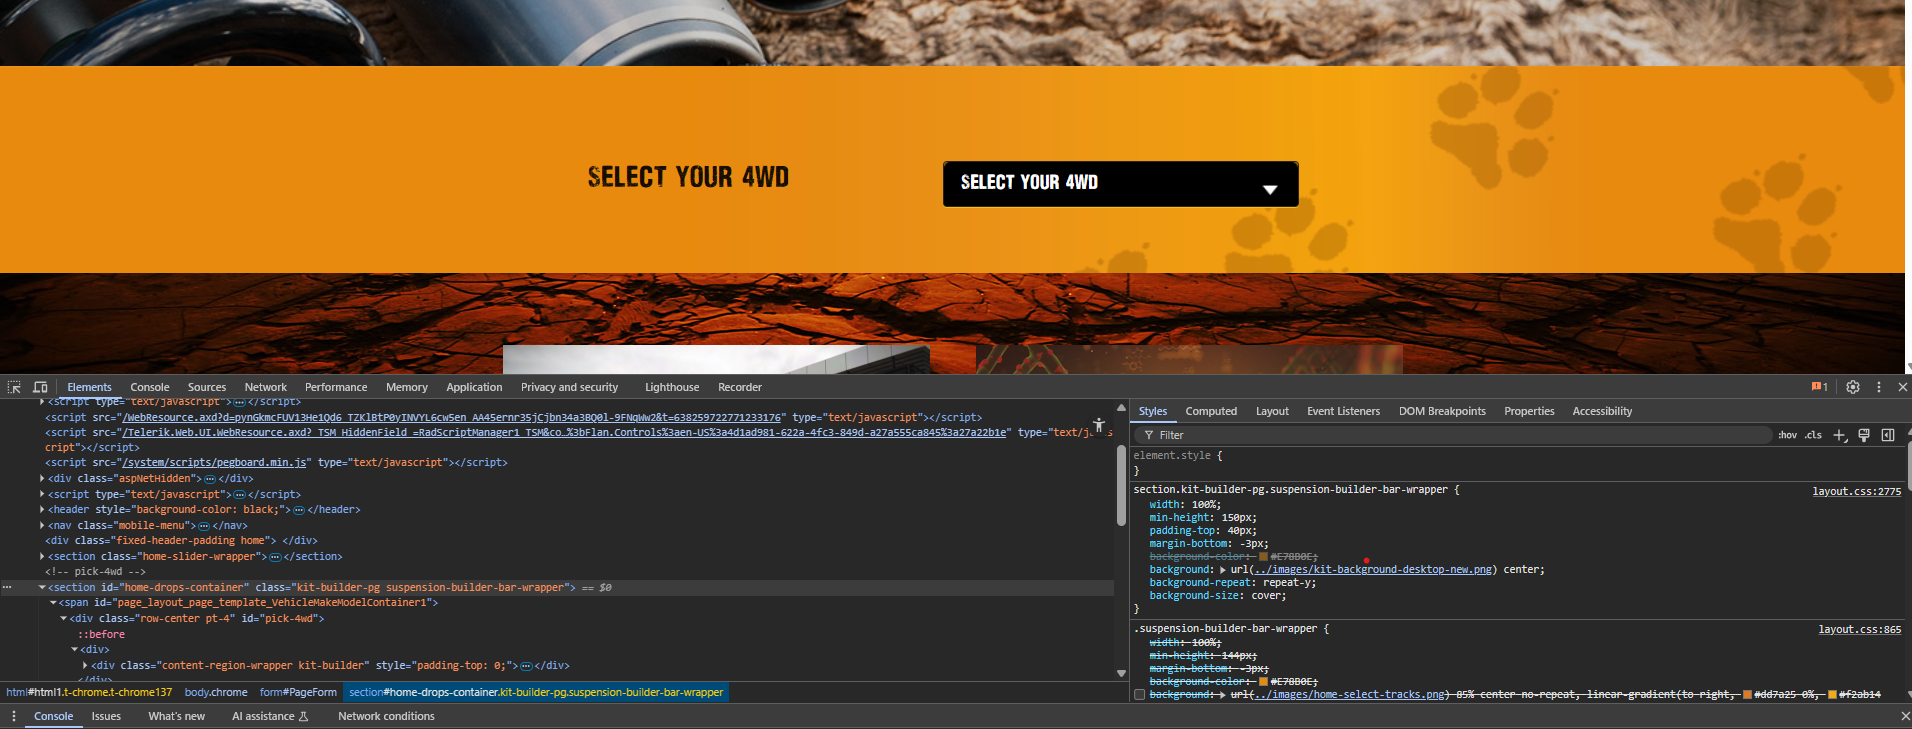 SELECT YOUR 4WD
SELECT YOUR 4WD
Elements Console Sources Network Performance Memory Application Privacy and security Lighthouse Recorder
1
<script type="text/javascript"></script>
<script src="/WebResource.axd?d=pynGkmcFUV13He1Qd6_TZKlBtP0yINVYL6cw5en_AA45ernr35jCjbn34a3BQ0l-9FNqWw2&t=638259722771233176" type="text/javascript"></script>
<script src="/Telerik.Web.UI.WebResource.axd?_TSM_HiddenField_=RadScriptManager1_TSM&co…%3bFlan.Controls%3aen-US%3a4d1ad981-622a-4fc3-849d-a27a555ca845%3a27a22b1e" type="text/javas
cript"></script>
<script src="/system/scripts/pegboard.min.js" type="text/javascript"></script>
<div class="aspNetHidden"></div>
<script type="text/javascript"></script>
<header style="background-color: black;"></header>
<nav class="mobile-menu"></nav>
<div class="fixed-header-padding home"> </div>
<section class="home-slider-wrapper"></section>
<!-- pick-4wd -->
<section id="home-drops-container" class="kit-builder-pg suspension-builder-bar-wrapper"> == $0
<span id="page_layout_page_template_VehicleMakeModelContainer1">
<div class="row-center pt-4" id="pick-4wd">
::before
<div>
<div class="content-region-wrapper kit-builder" style="padding-top: 0;"></div>
</div>
html#html1.t-chrome.t-chrome137 body.chrome form#PageForm section#home-drops-container.kit-builder-pg.suspension-builder-bar-wrapper
Styles Computed Layout Event Listeners DOM Breakpoints Properties Accessibility
Filter :hov .cls
element.style {
}
section.kit-builder-pg.suspension-builder-bar-wrapper { layout.css:2775
width: 100%;
min-height: 150px;
padding-top: 40px;
margin-bottom: -3px;
background-color: #E78B0E;
background: url(../images/kit-background-desktop-new.png) center;
background-repeat: repeat-y;
background-size: cover;
}
.suspension-builder-bar-wrapper { layout.css:865
width: 100%;
min-height: 144px;
margin-bottom: -3px;
background-color: #E78B0E;
background: url(../images/home-select-tracks.png) 85% center no-repeat, linear-gradient(to right, #dd7a25 0%, #f2ab14
Console Issues What's new AI assistance Network conditions